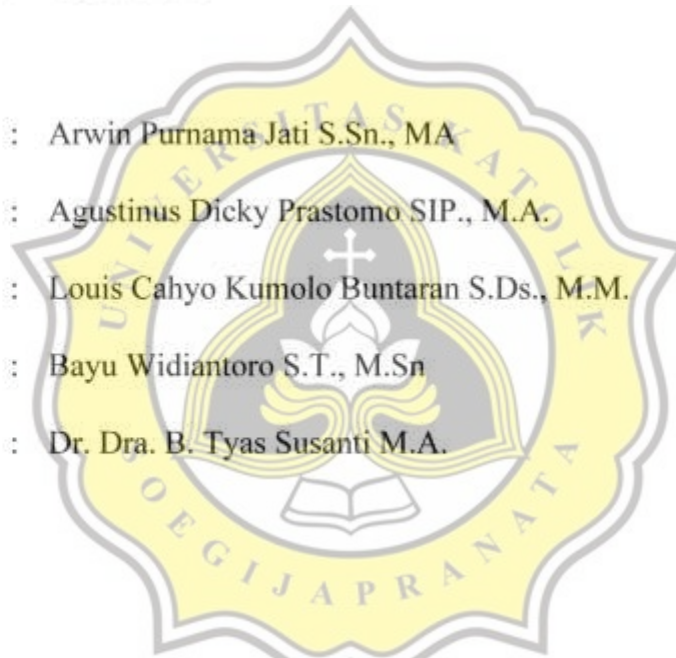 : Arwin Purnama Jati S.Sn., MA
: Agustinus Dicky Prastomo SIP., M.A.
: Louis Cahyo Kumolo Buntaran S.Ds., M.M.
: Bayu Widiantoro S.T., M.Sn
: Dr. Dra. B. Tyas Susanti M.A.
UNIVERSITAS KATOLIK
SOEGIJAPRANATA